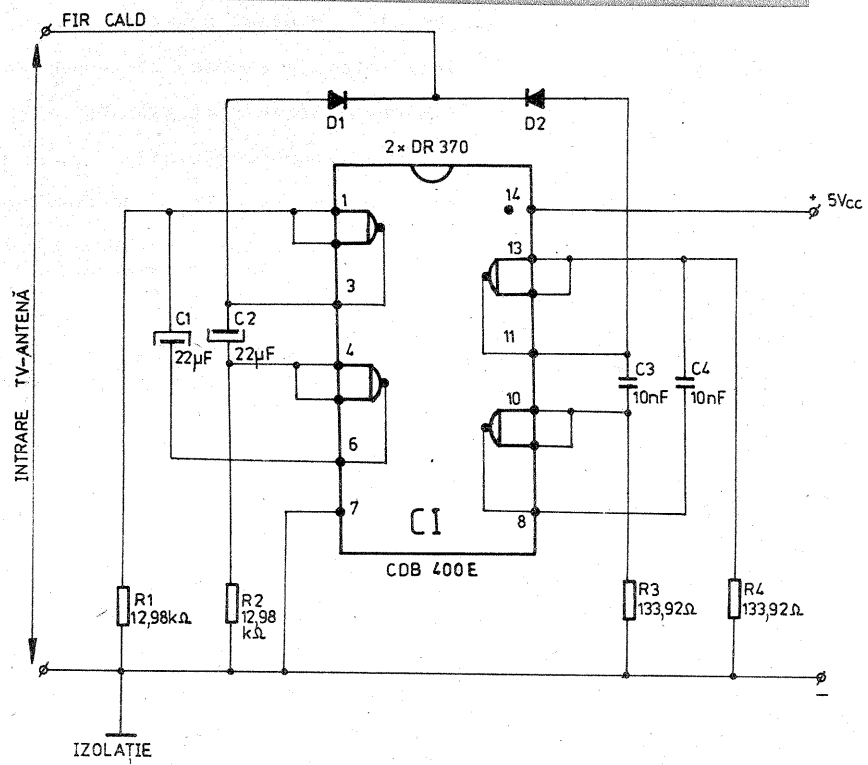 FIR CALD
D1
D2
2× DR 370
1
14
+ 5Vcc
13
3
C1
22µF
C2
22µF
4
11
C3
10nF
C4
10nF
10
6
7
8
CI
CDB 400E
INTRARE TV-ANTENĂ
R1
12,98kΩ
R2
12,98
kΩ
R3
133,92Ω
R4
133,92Ω
–
IZOLAȚIE